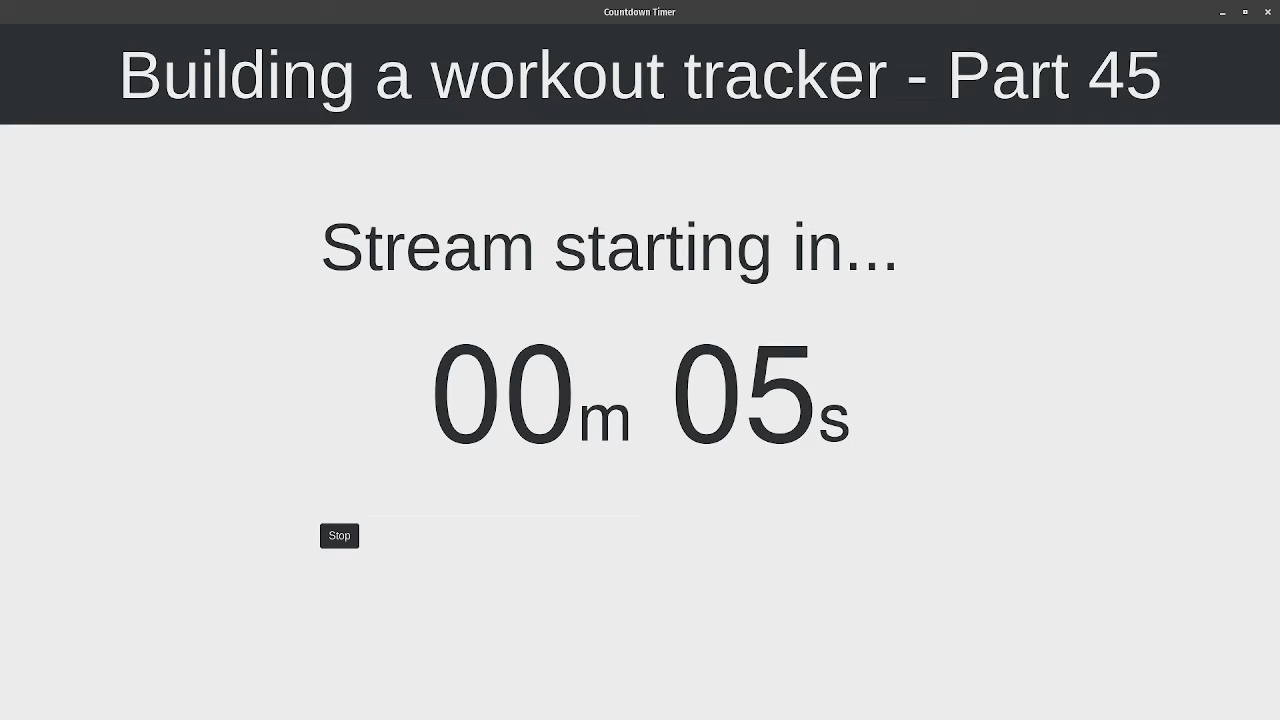 Countdown Timer
Building a workout tracker - Part 45
Stream starting in...
00m 05s
Stop